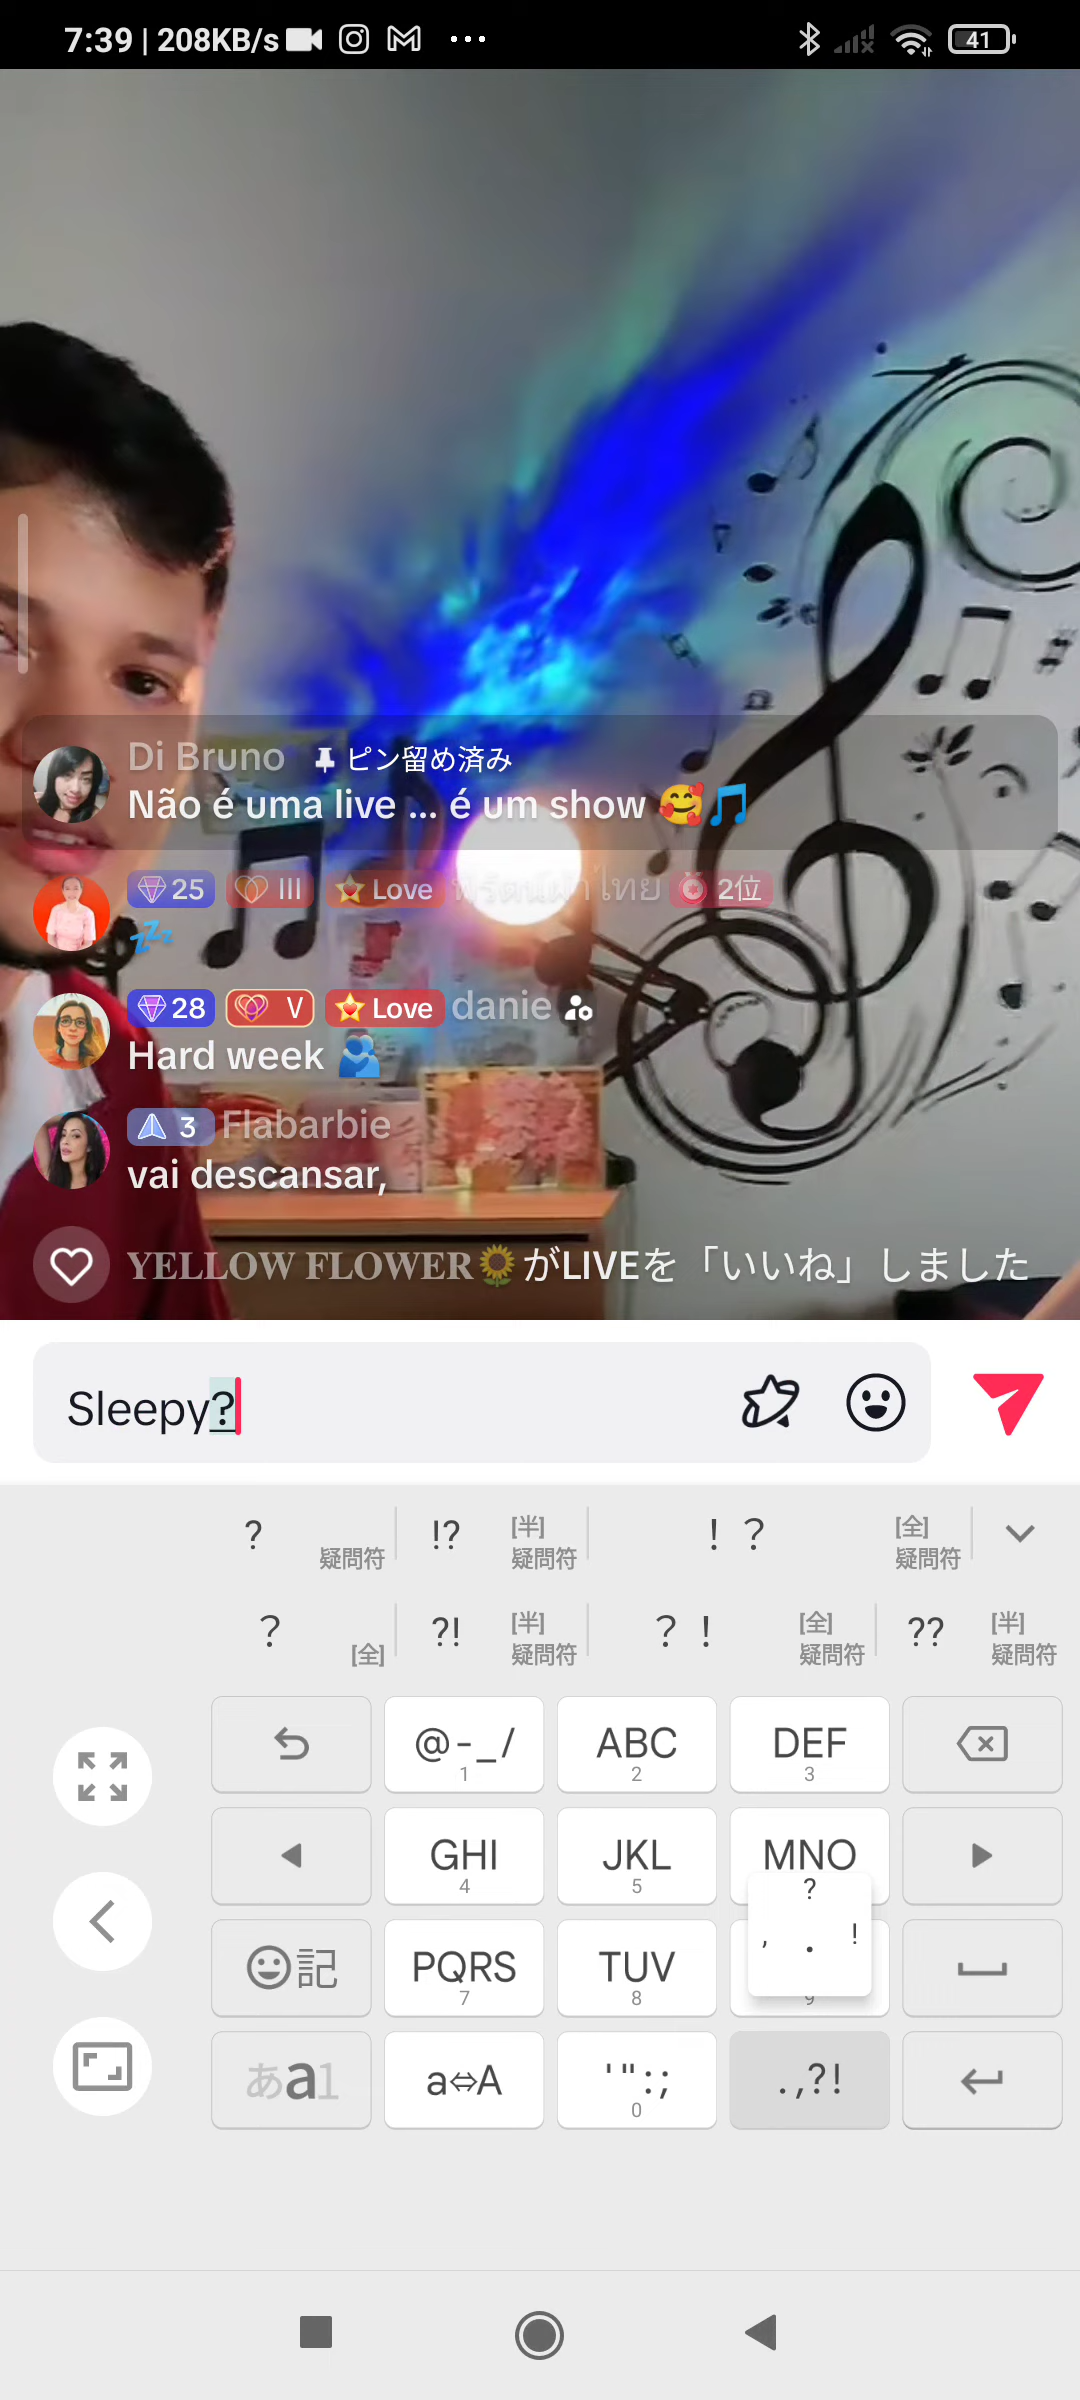 7:39 | 208KB/s ... 41
Di Bruno ピン留め済み
Não é uma live ... é um show 🥰🎵
25 III Love 2位
💤
28 V Love danie
Hard week 🫂
3 Flabarbie
vai descansar,
YELLOW FLOWER🌻がLIVEを「いいね」しました
Sleepy?
? 疑問符 !? [半]疑問符 ！？ [全]疑問符
？ [全] ?! [半]疑問符 ？！ [全]疑問符 ?? [半]疑問符
@-_/ 1 ABC 2 DEF 3
GHI 4 JKL 5 MNO
? , . !
記 PQRS 7 TUV 8 9
あa1 a⇔A '":; 0 .,?!